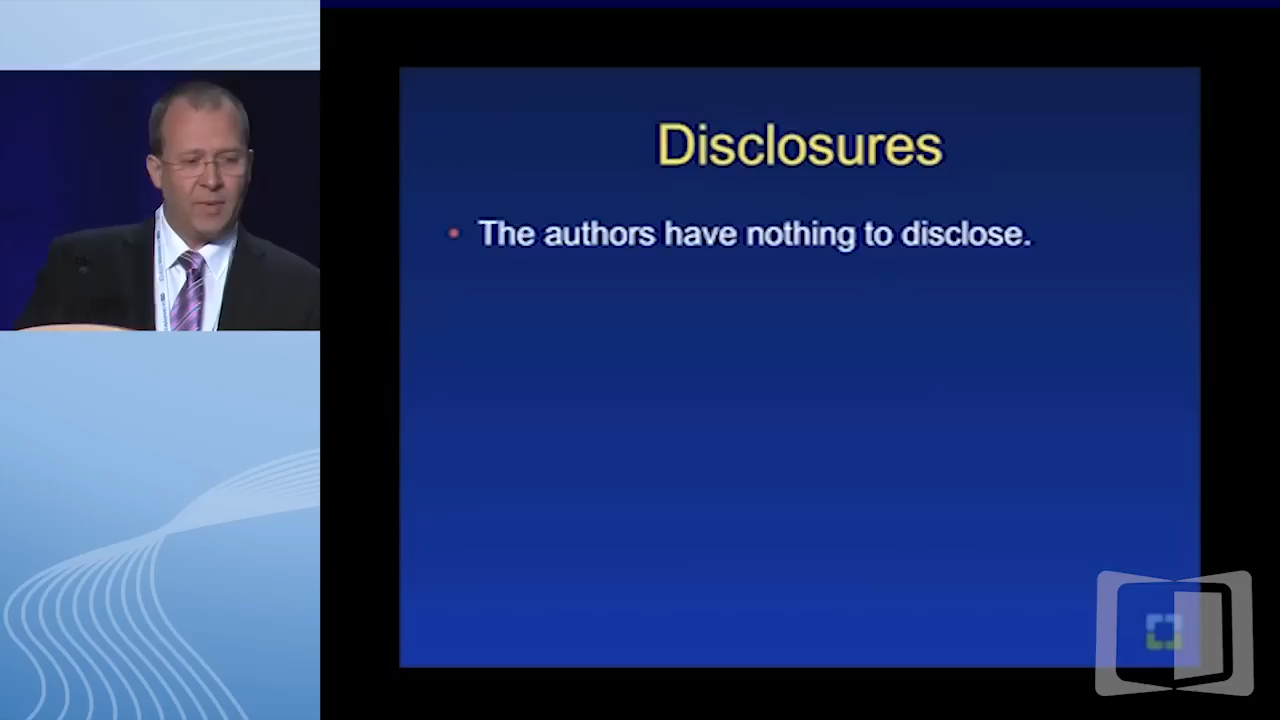 Disclosures
• The authors have nothing to disclose.